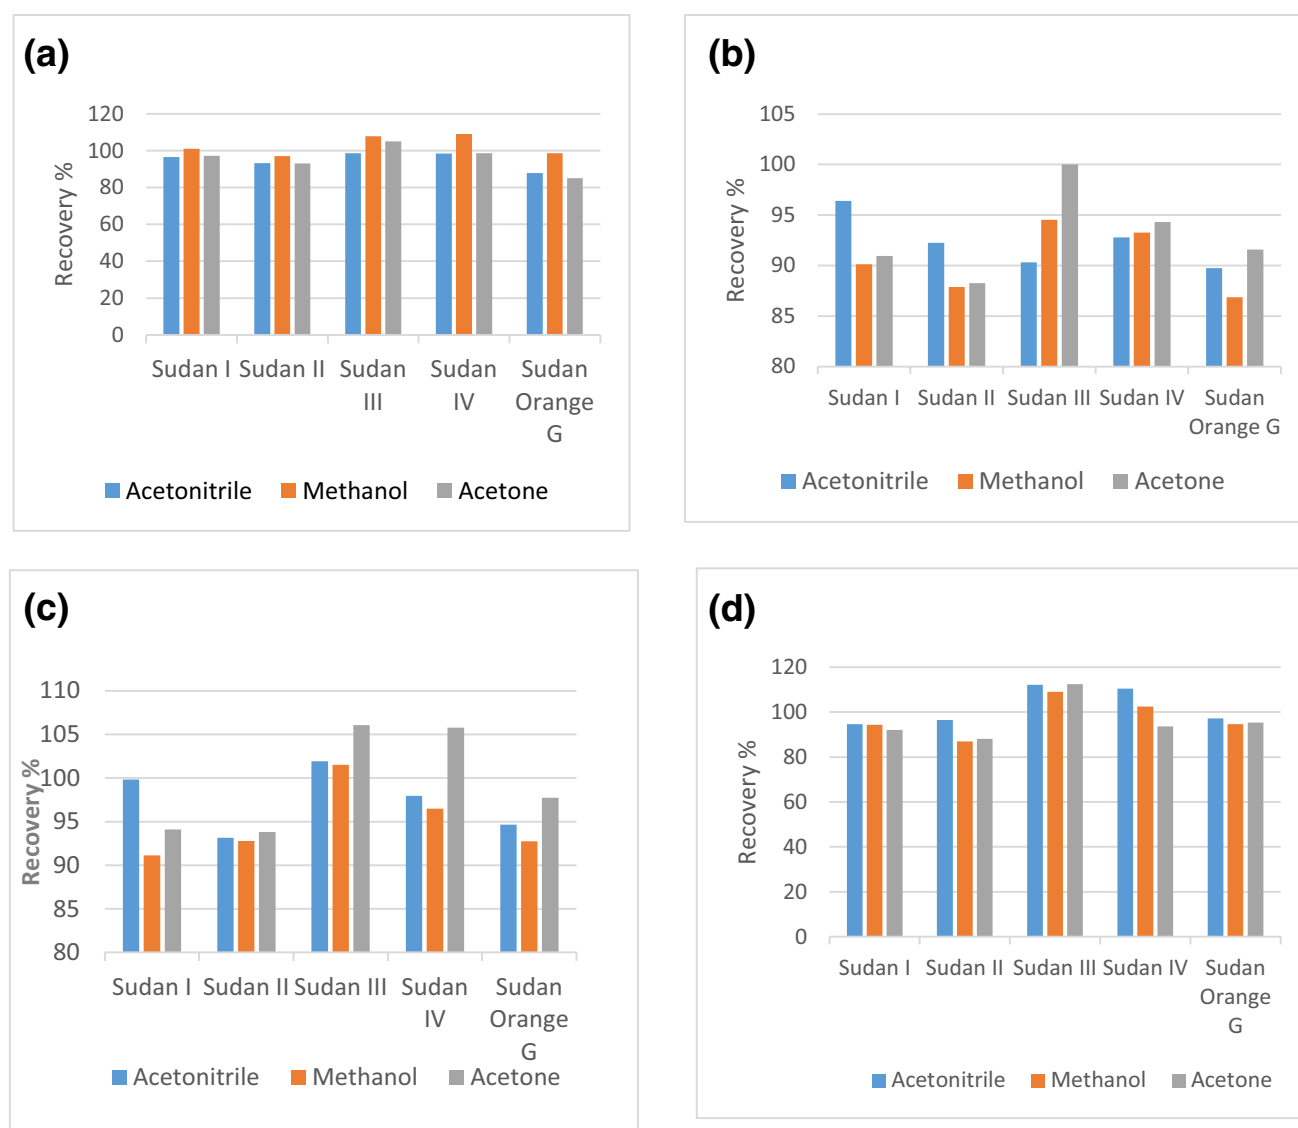 (a)
120
100
80
60
40
20
0
Recovery %
Sudan I Sudan II Sudan Sudan Sudan
III IV Orange
G
Acetonitrile Methanol Acetone
(b)
105
100
95
90
85
80
Recovery %
Sudan I Sudan II Sudan III Sudan IV Sudan
Orange G
Acetonitrile Methanol Acetone
(c)
110
105
100
95
90
85
80
Recovery %
Sudan I Sudan II Sudan III Sudan Sudan
IV Orange
G
Acetonitrile Methanol Acetone
(d)
120
100
80
60
40
20
0
Recovery %
Sudan I Sudan II Sudan III Sudan IV Sudan
Orange
G
Acetonitrile Methanol Acetone